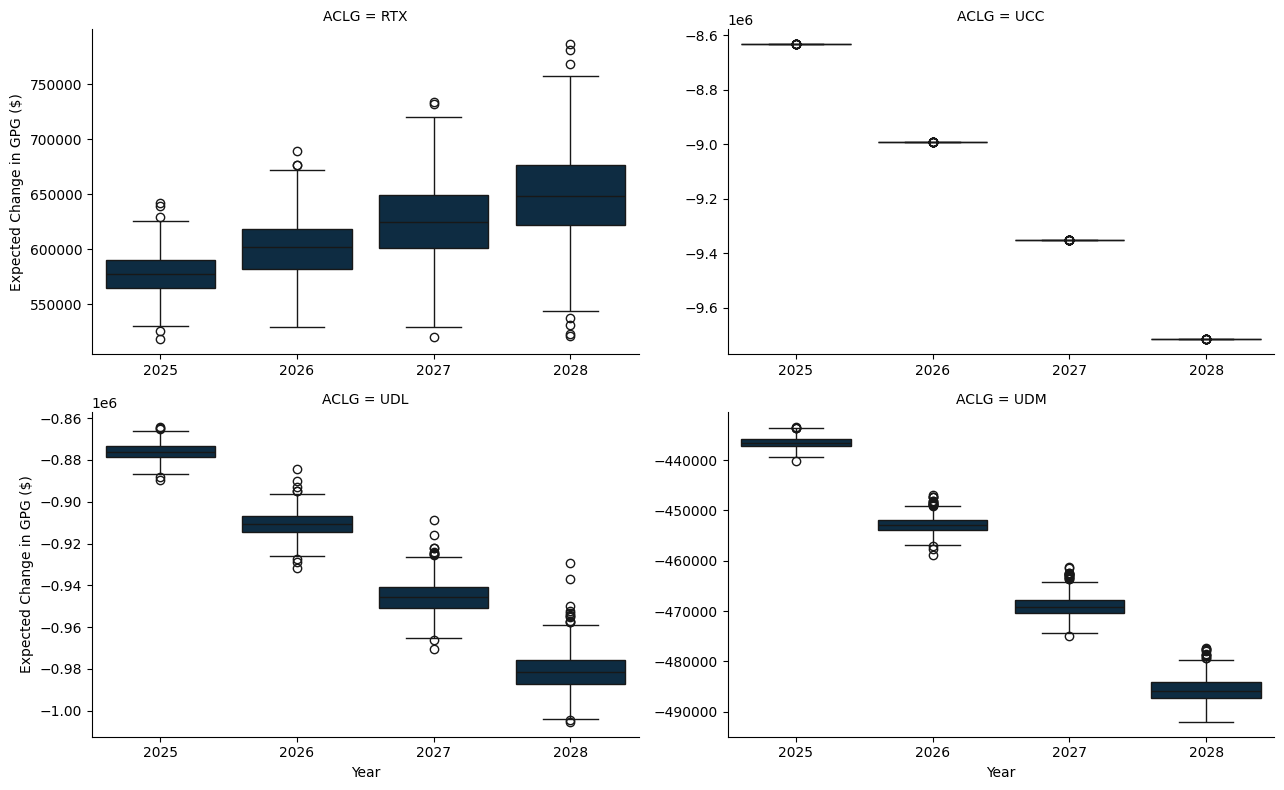 ACLG = RTX
Expected Change in GPG ($)
750000
700000
650000
600000
550000
2025 2026 2027 2028
ACLG = UCC
1e6
−8.6
−8.8
−9.0
−9.2
−9.4
−9.6
2025 2026 2027 2028
ACLG = UDL
1e6
Expected Change in GPG ($)
−0.86
−0.88
−0.90
−0.92
−0.94
−0.96
−0.98
−1.00
2025 2026 2027 2028
Year
ACLG = UDM
−440000
−450000
−460000
−470000
−480000
−490000
2025 2026 2027 2028
Year